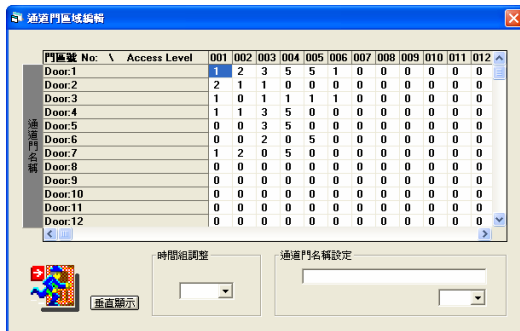 通道門區域編輯
門區號 No: \ Access Level 001 002 003 004 005 006 007 008 009 010 011 012
Door:1 1 2 3 5 5 1 0 0 0 0 0 0
Door:2 2 1 1 0 0 0 0 0 0 0 0 0
Door:3 1 0 1 1 1 1 0 0 0 0 0 0
Door:4 1 1 3 5 0 0 0 0 0 0 0 0
Door:5 0 0 3 5 0 0 0 0 0 0 0 0
Door:6 0 0 2 0 5 0 0 0 0 0 0 0
Door:7 1 2 0 5 0 0 0 0 0 0 0 0
Door:8 0 0 0 0 0 0 0 0 0 0 0 0
Door:9 0 0 0 0 0 0 0 0 0 0 0 0
Door:10 0 0 0 0 0 0 0 0 0 0 0 0
Door:11 0 0 0 0 0 0 0 0 0 0 0 0
Door:12 0 0 0 0 0 0 0 0 0 0 0 0
通道門名稱
時間組調整
通道門名稱設定
垂直顯示